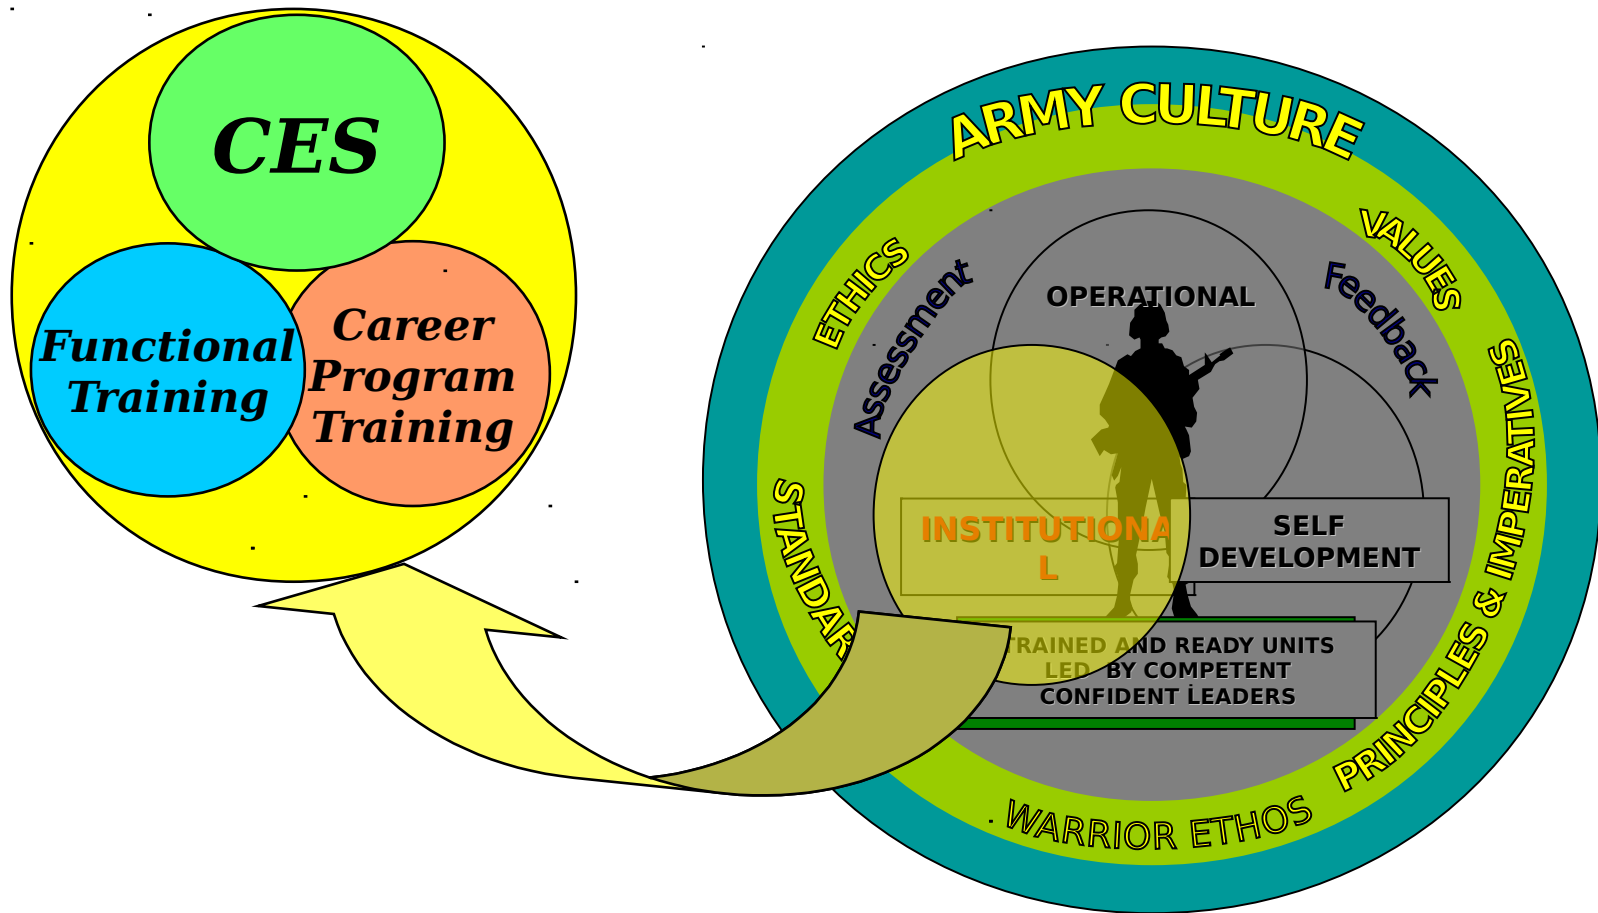 CES
Functional
Training
Career
Program
Training
ARMY CULTURE
ETHICS
VALUES
Assessment
Feedback
OPERATIONAL
INSTITUTIONA
L
SELF
DEVELOPMENT
PRINCIPLES & IMPERATIVES
TRAINED AND READY UNITS
LED BY COMPETENT
CONFIDENT LEADERS
WARRIOR ETHOS